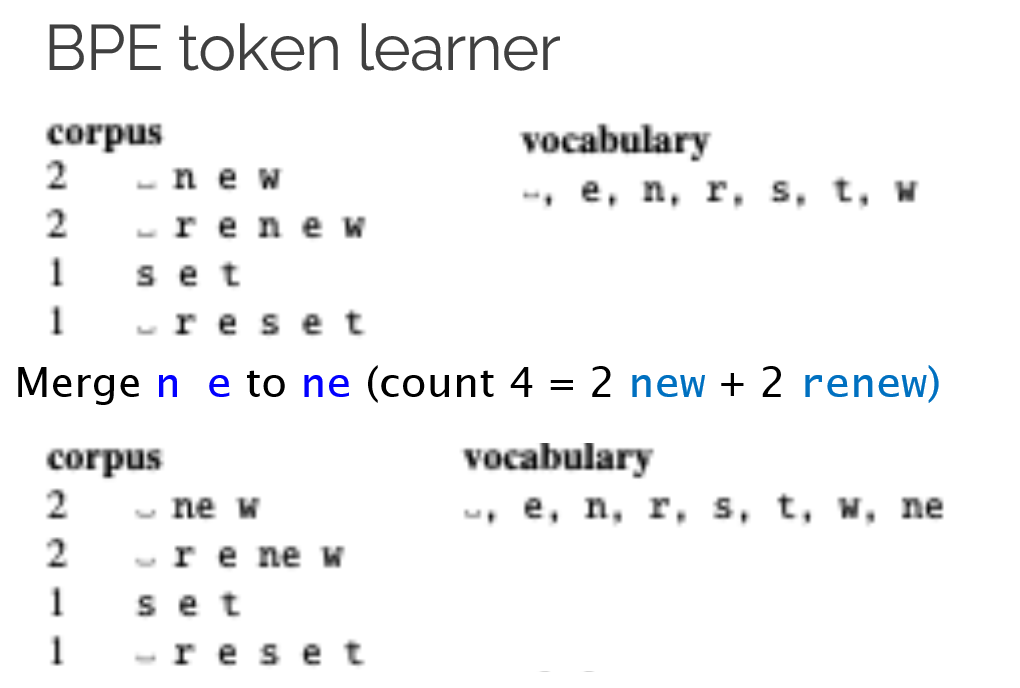 BPE token learner
corpus
vocabulary
2 ␣ n e w
␣, e, n, r, s, t, w
2 ␣ r e n e w
1 s e t
1 ␣ r e s e t
Merge n e to ne (count 4 = 2 new + 2 renew)
corpus
vocabulary
2 ␣ ne w
␣, e, n, r, s, t, w, ne
2 ␣ r e ne w
1 s e t
1 ␣ r e s e t